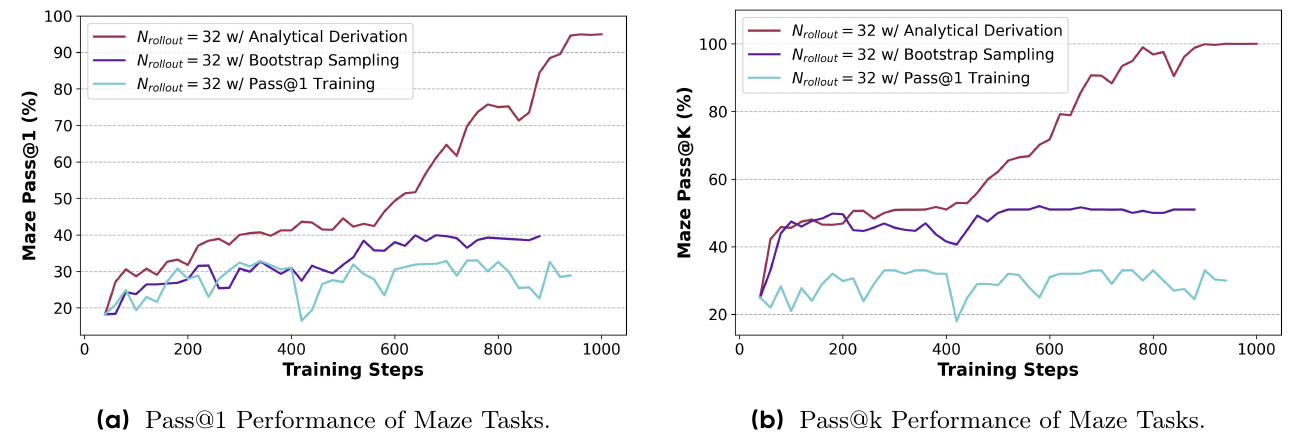 100
90
80
70
60
50
40
30
20
Maze Pass@1 (%)
N_rollout = 32 w/ Analytical Derivation
N_rollout = 32 w/ Bootstrap Sampling
N_rollout = 32 w/ Pass@1 Training
0 200 400 600 800 1000
Training Steps
(a) Pass@1 Performance of Maze Tasks.
100
80
60
40
20
Maze Pass@K (%)
N_rollout = 32 w/ Analytical Derivation
N_rollout = 32 w/ Bootstrap Sampling
N_rollout = 32 w/ Pass@1 Training
0 200 400 600 800 1000
Training Steps
(b) Pass@k Performance of Maze Tasks.